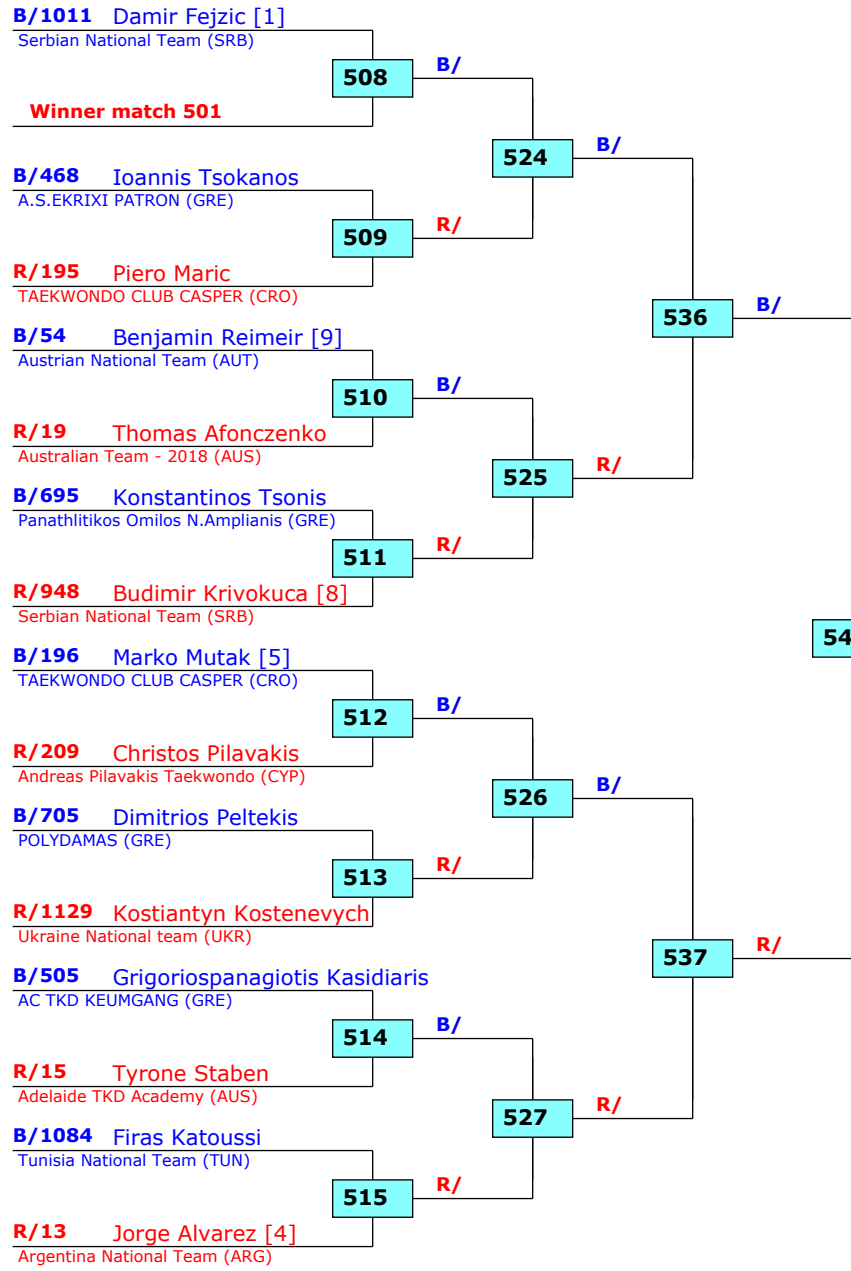 B/1011 Damir Fejzic [1]
Serbian National Team (SRB)
508 B/
Winner match 501
524 B/
B/468 Ioannis Tsokanos
A.S.EKRIXI PATRON (GRE)
509 R/
R/195 Piero Maric
TAEKWONDO CLUB CASPER (CRO)
536 B/
B/54 Benjamin Reimeir [9]
Austrian National Team (AUT)
510 B/
R/19 Thomas Afonczenko
Australian Team - 2018 (AUS)
525 R/
B/695 Konstantinos Tsonis
Panathlitikos Omilos N.Amplianis (GRE)
511 R/
R/948 Budimir Krivokuca [8]
Serbian National Team (SRB)
54
B/196 Marko Mutak [5]
TAEKWONDO CLUB CASPER (CRO)
512 B/
R/209 Christos Pilavakis
Andreas Pilavakis Taekwondo (CYP)
526 B/
B/705 Dimitrios Peltekis
POLYDAMAS (GRE)
513 R/
R/1129 Kostiantyn Kostenevych
Ukraine National team (UKR)
537 R/
B/505 Grigoriospanagiotis Kasidiaris
AC TKD KEUMGANG (GRE)
514 B/
R/15 Tyrone Staben
Adelaide TKD Academy (AUS)
527 R/
B/1084 Firas Katoussi
Tunisia National Team (TUN)
515 R/
R/13 Jorge Alvarez [4]
Argentina National Team (ARG)